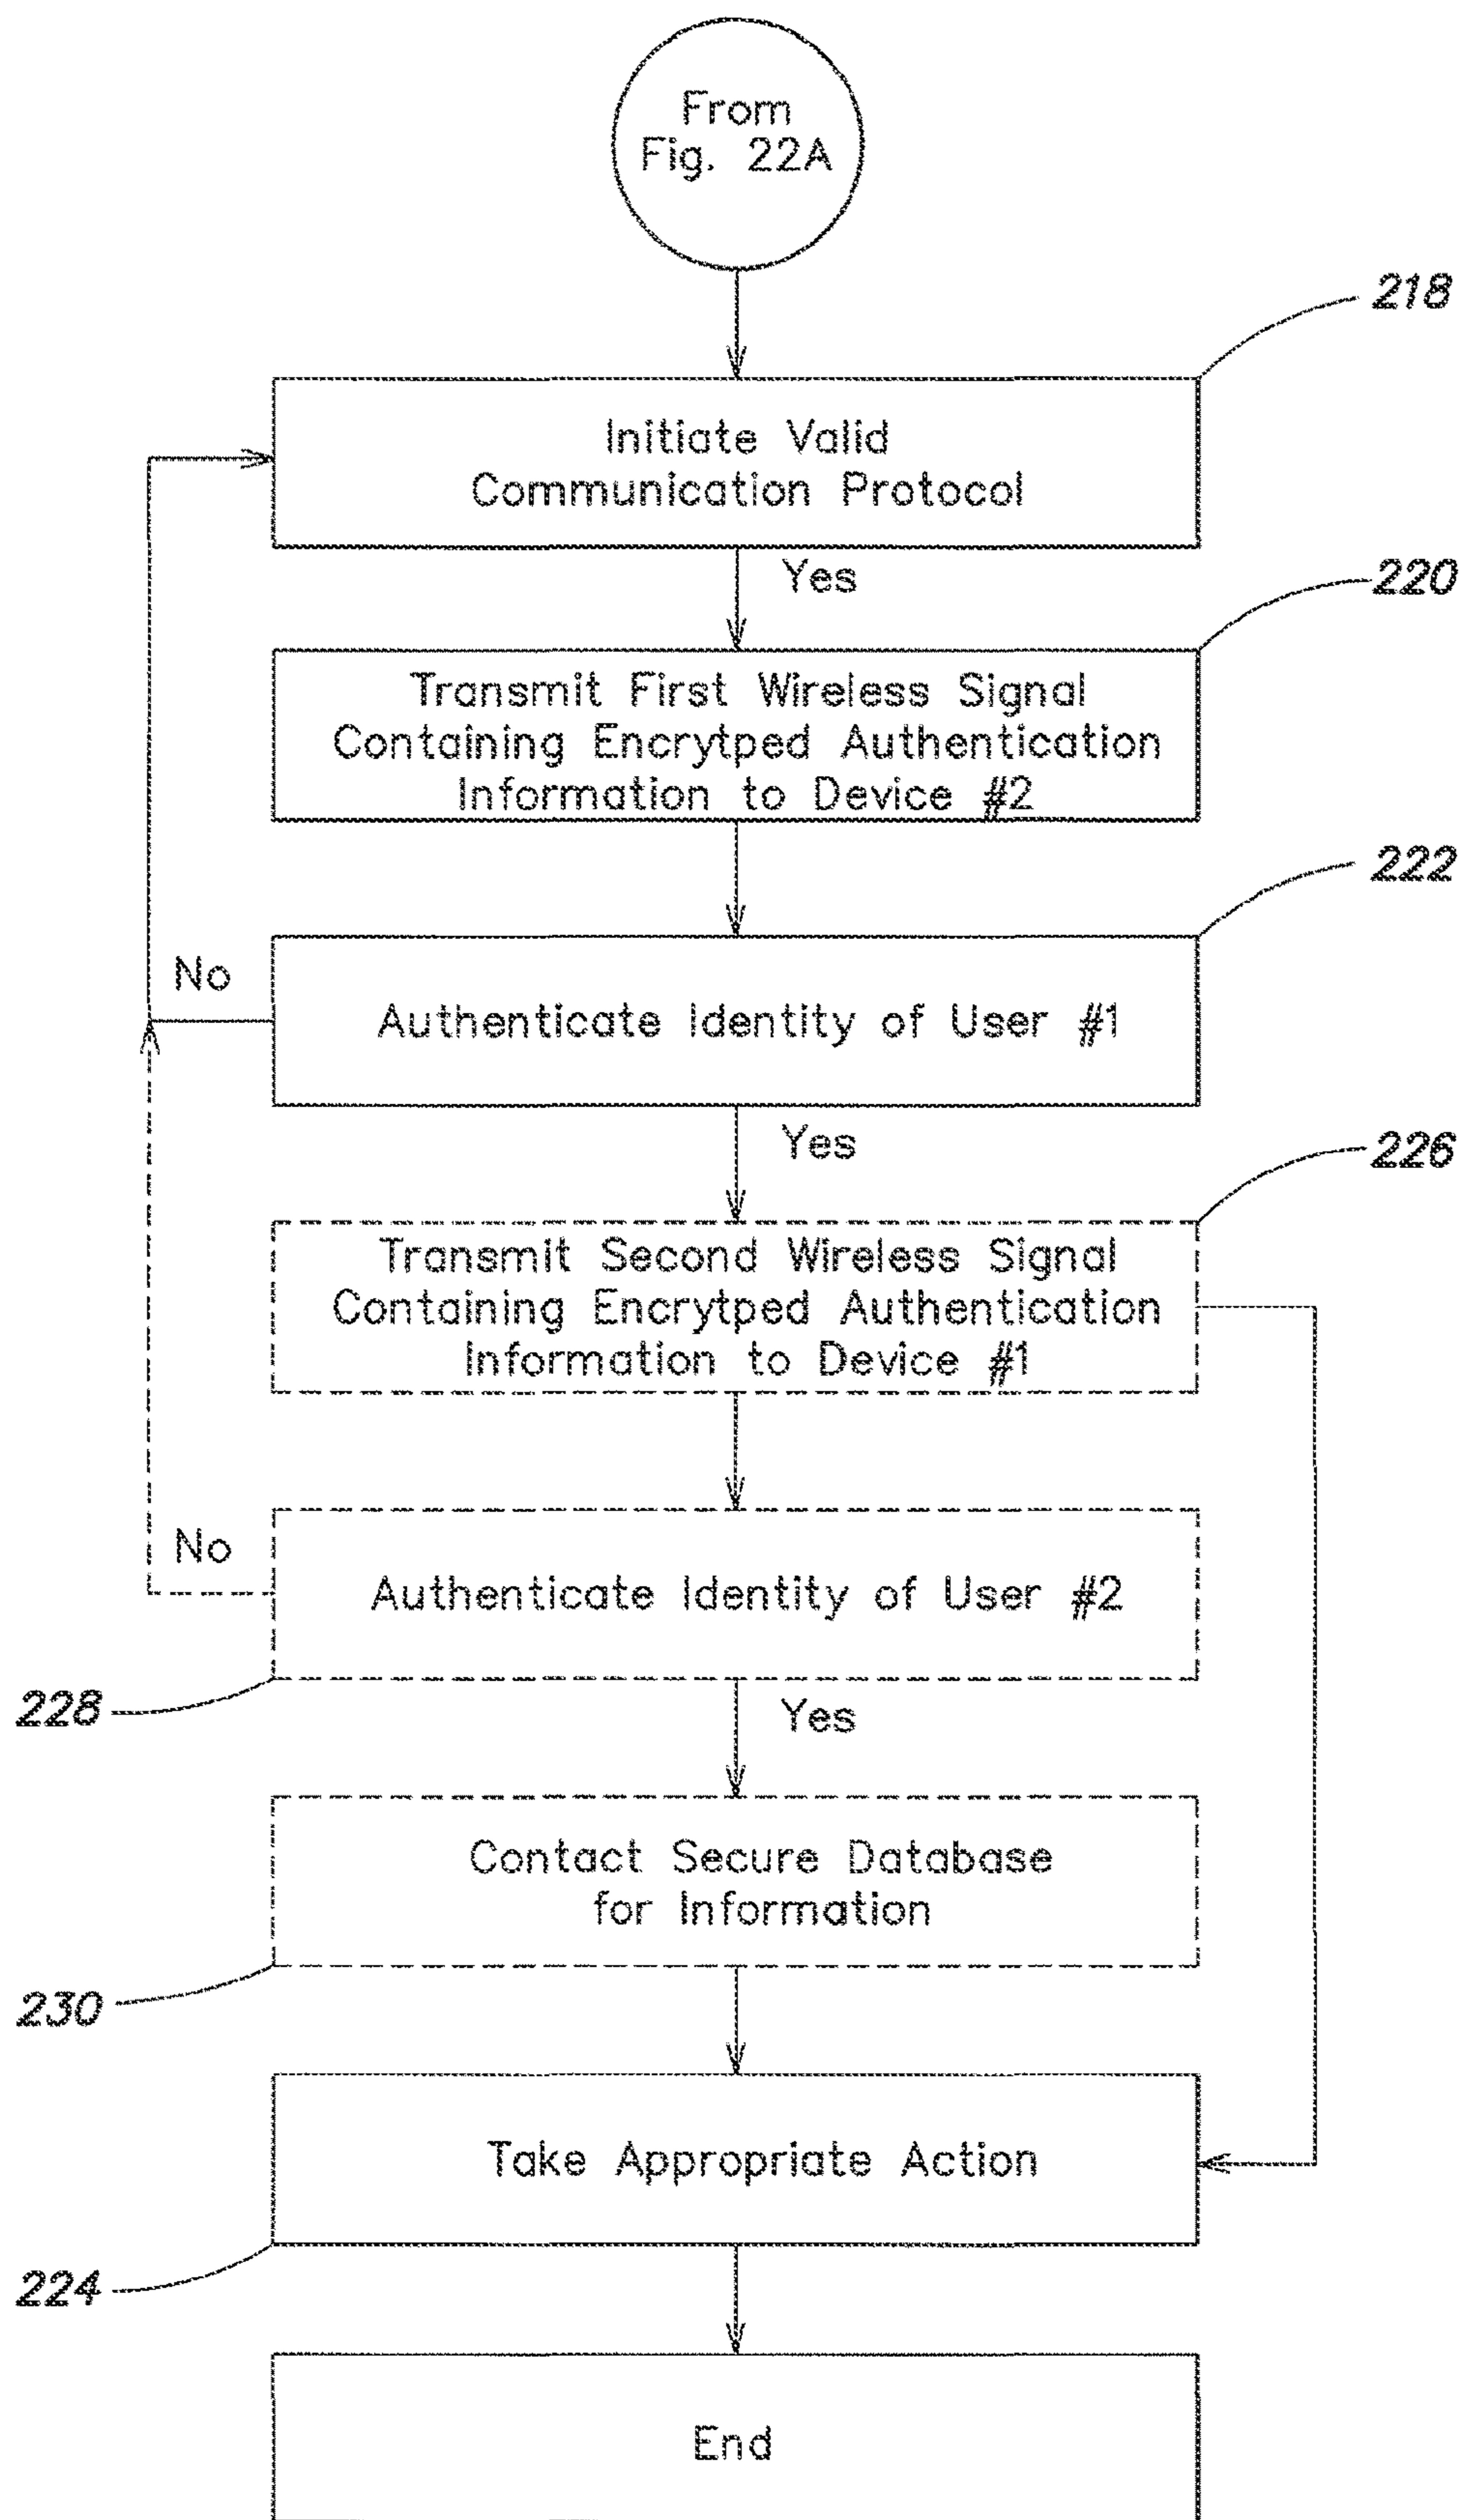 From
Fig. 22A
218
Initiate Valid
Communication Protocol
Yes
220
Transmit First Wireless Signal
Containing Encrytped Authentication
Information to Device #2
222
No
Authenticate Identity of User #1
Yes
226
Transmit Second Wireless Signal
Containing Encrytped Authentication
Information to Device #1
No
Authenticate Identity of User #2
228
Yes
Contact Secure Database
for Information
230
Take Appropriate Action
224
End